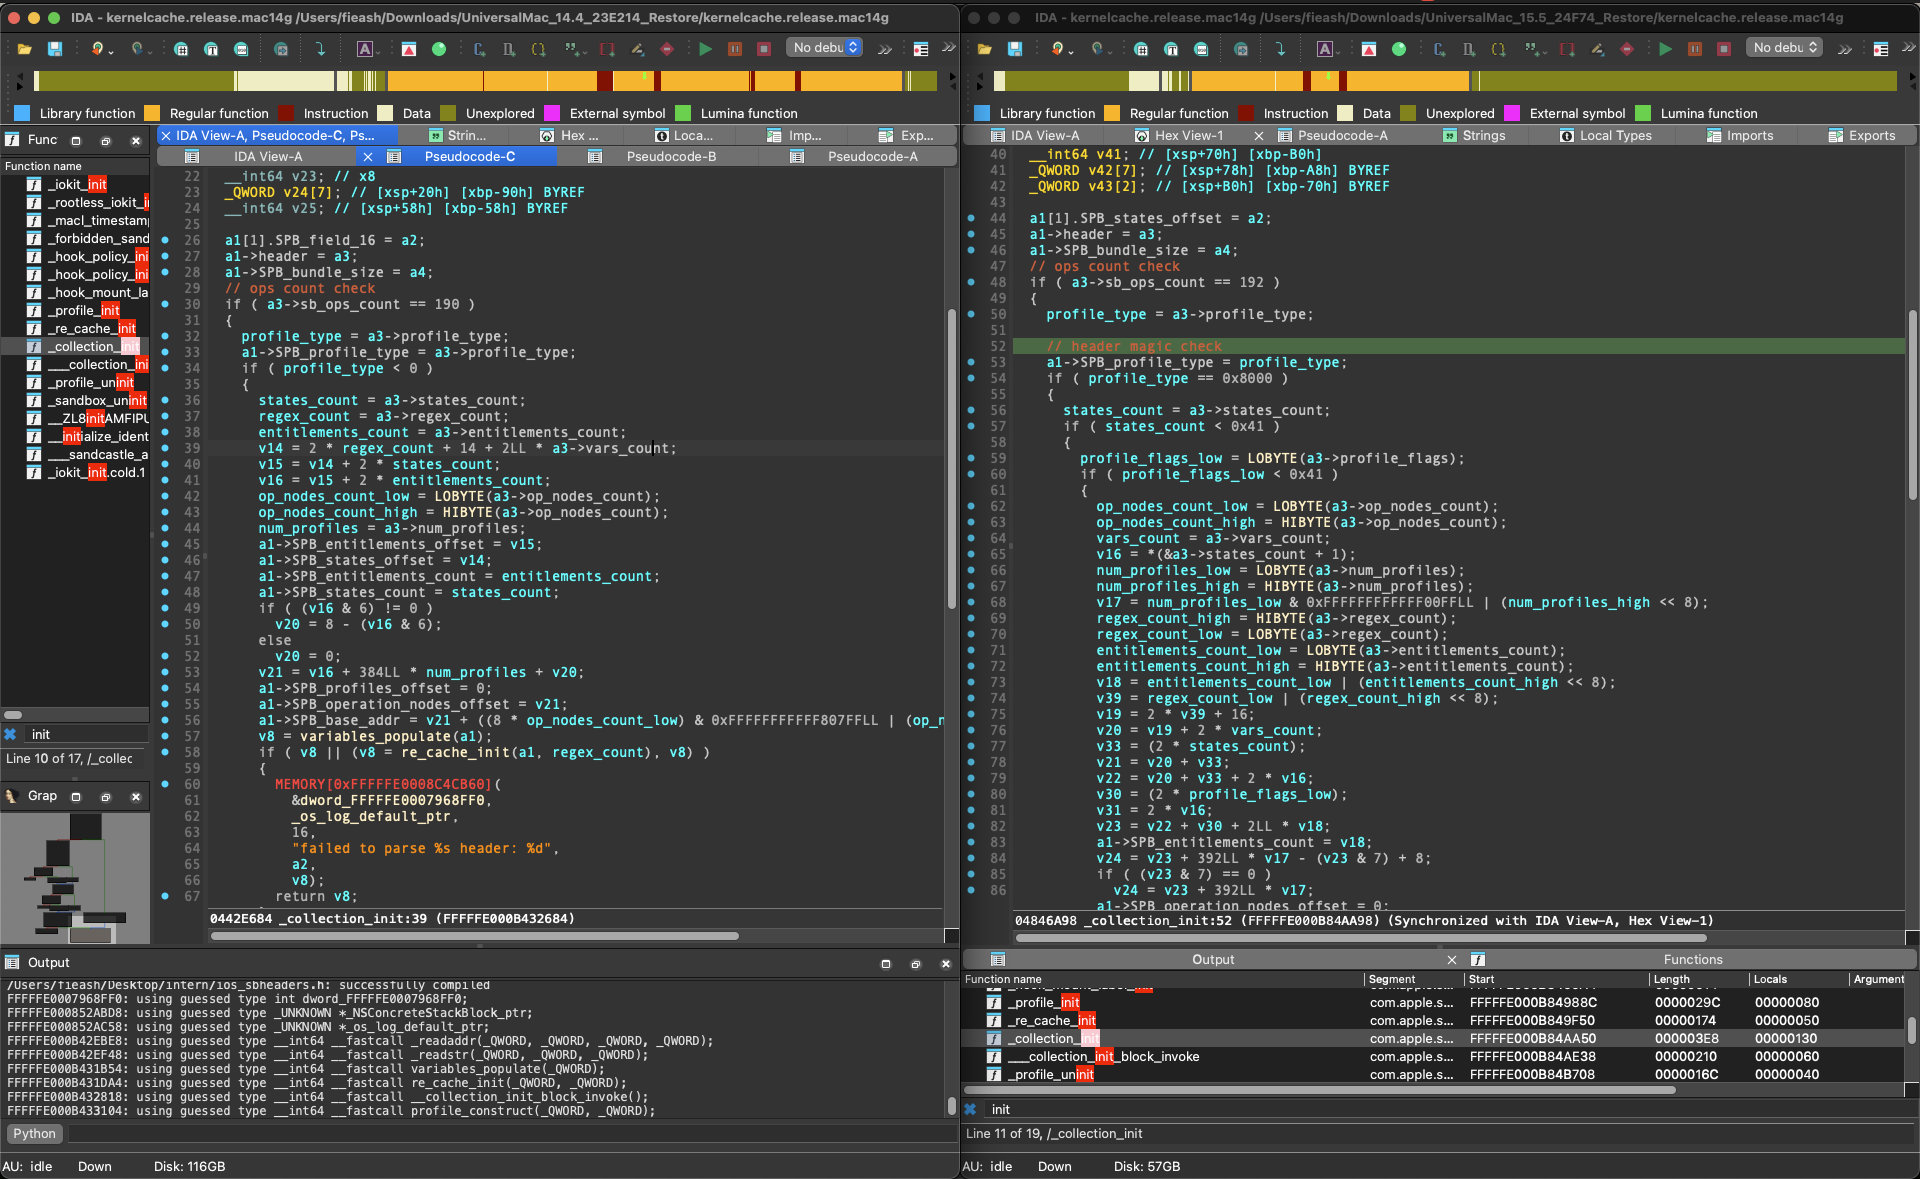 IDA - kernelcache.release.mac14g /Users/fieash/Downloads/UniversalMac_14.4_23E214_Restore/kernelcache.release.mac14g
No debu
Library function Regular function Instruction Data Unexplored External symbol Lumina function
Func
IDA View-A, Pseudocode-C, Ps... Strin... Hex ... Loca... Imp... Exp...
IDA View-A Pseudocode-C Pseudocode-B Pseudocode-A
Function name
_iokit_init
_rootless_iokit_i
_macl_timestam
_forbidden_sand
_hook_policy_ini
_hook_policy_ini
_hook_mount_la
_profile_init
_re_cache_init
_collection_init
___collection_ini
_profile_uninit
_sandbox_uninit
__ZL8initAMFIPU
__initialize_ident
___sandcastle_a
_iokit_init.cold.1
init
Line 10 of 17, /_collec
Grap
22 __int64 v23; // x8
23 _QWORD v24[7]; // [xsp+20h] [xbp-90h] BYREF
24 __int64 v25; // [xsp+58h] [xbp-58h] BYREF
25
26 a1[1].SPB_field_16 = a2;
27 a1->header = a3;
28 a1->SPB_bundle_size = a4;
29 // ops count check
30 if ( a3->sb_ops_count == 190 )
31 {
32 profile_type = a3->profile_type;
33 a1->SPB_profile_type = a3->profile_type;
34 if ( profile_type < 0 )
35 {
36 states_count = a3->states_count;
37 regex_count = a3->regex_count;
38 entitlements_count = a3->entitlements_count;
39 v14 = 2 * regex_count + 14 + 2LL * a3->vars_count;
40 v15 = v14 + 2 * states_count;
41 v16 = v15 + 2 * entitlements_count;
42 op_nodes_count_low = LOBYTE(a3->op_nodes_count);
43 op_nodes_count_high = HIBYTE(a3->op_nodes_count);
44 num_profiles = a3->num_profiles;
45 a1->SPB_entitlements_offset = v15;
46 a1->SPB_states_offset = v14;
47 a1->SPB_entitlements_count = entitlements_count;
48 a1->SPB_states_count = states_count;
49 if ( (v16 & 6) != 0 )
50 v20 = 8 - (v16 & 6);
51 else
52 v20 = 0;
53 v21 = v16 + 384LL * num_profiles + v20;
54 a1->SPB_profiles_offset = 0;
55 a1->SPB_operation_nodes_offset = v21;
56 a1->SPB_base_addr = v21 + ((8 * op_nodes_count_low) & 0xFFFFFFFFFFF807FFLL | (op_n
57 v8 = variables_populate(a1);
58 if ( v8 || (v8 = re_cache_init(a1, regex_count), v8) )
59 {
60 MEMORY[0xFFFFFE0008C4CB60](
61 &dword_FFFFFE0007968FF0,
62 _os_log_default_ptr,
63 16,
64 "failed to parse %s header: %d",
65 a2,
66 v8);
67 return v8;
0442E684 _collection_init:39 (FFFFFE000B432684)
Output
/Users/fieash/Desktop/intern/ios_sbheaders.h: successfully compiled
FFFFFE0007968FF0: using guessed type int dword_FFFFFE0007968FF0;
FFFFFE000852ABD8: using guessed type _UNKNOWN *_NSConcreteStackBlock_ptr;
FFFFFE000852AC58: using guessed type _UNKNOWN *_os_log_default_ptr;
FFFFFE000B42EBE8: using guessed type __int64 __fastcall _readaddr(_QWORD, _QWORD, _QWORD, _QWORD);
FFFFFE000B42EF48: using guessed type __int64 __fastcall _readstr(_QWORD, _QWORD, _QWORD);
FFFFFE000B431B54: using guessed type __int64 __fastcall variables_populate(_QWORD);
FFFFFE000B431DA4: using guessed type __int64 __fastcall re_cache_init(_QWORD, _QWORD);
FFFFFE000B432818: using guessed type __int64 __fastcall __collection_init_block_invoke();
FFFFFE000B433104: using guessed type __int64 __fastcall profile_construct(_QWORD, _QWORD);
Python
AU: idle Down Disk: 116GB
IDA - kernelcache.release.mac14g /Users/fieash/Downloads/UniversalMac_15.5_24F74_Restore/kernelcache.release.mac14g
No debu
Library function Regular function Instruction Data Unexplored External symbol Lumina function
IDA View-A Hex View-1 Pseudocode-A Strings Local Types Imports Exports
40 __int64 v41; // [xsp+70h] [xbp-B0h]
41 _QWORD v42[7]; // [xsp+78h] [xbp-A8h] BYREF
42 _QWORD v43[2]; // [xsp+B0h] [xbp-70h] BYREF
43
44 a1[1].SPB_states_offset = a2;
45 a1->header = a3;
46 a1->SPB_bundle_size = a4;
47 // ops count check
48 if ( a3->sb_ops_count == 192 )
49 {
50 profile_type = a3->profile_type;
51
52 // header magic check
53 a1->SPB_profile_type = profile_type;
54 if ( profile_type == 0x8000 )
55 {
56 states_count = a3->states_count;
57 if ( states_count < 0x41 )
58 {
59 profile_flags_low = LOBYTE(a3->profile_flags);
60 if ( profile_flags_low < 0x41 )
61 {
62 op_nodes_count_low = LOBYTE(a3->op_nodes_count);
63 op_nodes_count_high = HIBYTE(a3->op_nodes_count);
64 vars_count = a3->vars_count;
65 v16 = *(&a3->states_count + 1);
66 num_profiles_low = LOBYTE(a3->num_profiles);
67 num_profiles_high = HIBYTE(a3->num_profiles);
68 v17 = num_profiles_low & 0xFFFFFFFFFFFF00FFLL | (num_profiles_high << 8);
69 regex_count_high = HIBYTE(a3->regex_count);
70 regex_count_low = LOBYTE(a3->regex_count);
71 entitlements_count_low = LOBYTE(a3->entitlements_count);
72 entitlements_count_high = HIBYTE(a3->entitlements_count);
73 v18 = entitlements_count_low | (entitlements_count_high << 8);
74 v39 = regex_count_low | (regex_count_high << 8);
75 v19 = 2 * v39 + 16;
76 v20 = v19 + 2 * vars_count;
77 v33 = (2 * states_count);
78 v21 = v20 + v33;
79 v22 = v20 + v33 + 2 * v16;
80 v30 = (2 * profile_flags_low);
81 v31 = 2 * v16;
82 v23 = v22 + v30 + 2LL * v18;
83 a1->SPB_entitlements_count = v18;
84 v24 = v23 + 392LL * v17 - (v23 & 7) + 8;
85 if ( (v23 & 7) == 0 )
86 v24 = v23 + 392LL * v17;
a1->SPB_operation_nodes_offset = 0;
04846A98 _collection_init:52 (FFFFFE000B84AA98) (Synchronized with IDA View-A, Hex View-1)
Output Functions
Function name Segment Start Length Locals Argument
_profile_init com.apple.s... FFFFFE000B84988C 0000029C 00000080
_re_cache_init com.apple.s... FFFFFE000B849F50 00000174 00000050
_collection_init com.apple.s... FFFFFE000B84AA50 000003E8 00000130
___collection_init_block_invoke com.apple.s... FFFFFE000B84AE38 00000210 00000060
_profile_uninit com.apple.s... FFFFFE000B84B708 0000016C 00000040
init
Line 11 of 19, /_collection_init
AU: idle Down Disk: 57GB